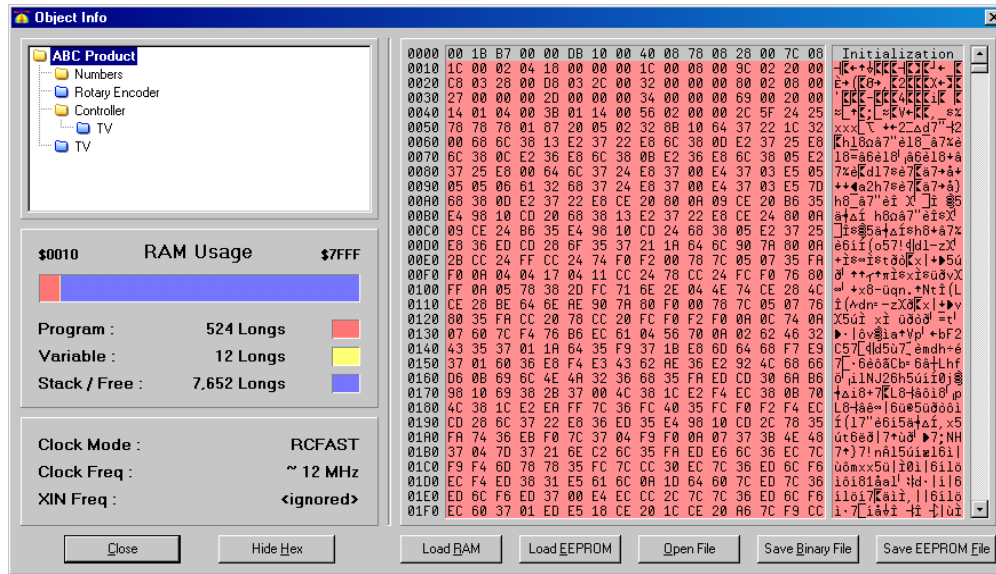 Object Info
ABC Product
Numbers
Rotary Encoder
Controller
TV
TV
$0010 RAM Usage $7FFF
Program : 524 Longs
Variable : 12 Longs
Stack / Free : 7,652 Longs
Clock Mode : RCFAST
Clock Freq : ~ 12 MHz
XIN Freq : <ignored>
0000 00 1B B7 00 00 DB 10 00 40 08 78 08 28 00 7C 08 Initialization
0010 1C 00 02 04 18 00 00 00 1C 00 08 00 9C 02 20 00
0020 C8 03 28 00 D8 03 2C 00 32 00 00 00 80 02 08 00
0030 27 00 00 00 2D 00 00 00 34 00 00 00 69 00 20 00
0040 14 01 04 00 3B 01 14 00 56 02 00 00 2C 5F 24 25
0050 78 78 78 01 87 20 05 02 32 8B 10 64 37 22 1C 32
0060 00 68 6C 38 13 E2 37 22 E8 6C 38 0D E2 37 25 E8
0070 6C 38 0C E2 36 E8 6C 38 0B E2 36 E8 6C 38 05 E2
0080 37 25 E8 00 64 6C 37 24 E8 37 00 E4 37 03 E5 05
0090 05 05 06 61 32 68 37 24 E8 37 00 E4 37 03 E5 7D
00A0 68 38 0D E2 37 22 E8 CE 20 80 0A 09 CE 20 B6 35
00B0 E4 98 10 CD 20 68 38 13 E2 37 22 E8 CE 24 80 0A
00C0 09 CE 24 B6 35 E4 98 10 CD 24 68 38 05 E2 37 25
00D0 E8 36 ED CD 28 6F 35 37 21 1A 64 6C 90 7A 80 0A
00E0 2B CC 24 FF CC 24 74 F0 F2 00 78 7C 05 07 35 FA
00F0 F0 0A 04 04 17 04 11 CC 24 78 CC 24 FC F0 76 80
0100 FF 0A 05 78 38 2D FC 71 6E 2E 04 4E 74 CE 28 4C
0110 CE 28 BE 64 6E AE 90 7A 80 F0 00 78 7C 05 07 76
0120 80 35 FA CC 20 78 CC 20 FC F0 F2 F0 0A 0C 74 0A
0130 07 60 7C F4 76 B6 EC 61 04 56 70 0A 02 62 46 32
0140 43 35 37 01 1A 64 35 F9 37 1B E8 6D 64 68 F7 E9
0150 37 01 60 36 E8 F4 E3 43 62 AE 36 E2 92 4C 68 66
0160 D6 0B 69 6C 4E 4A 32 36 68 35 FA ED CD 30 6A B6
0170 98 10 69 38 2B 37 00 4C 38 1C E2 F4 EC 38 0B 70
0180 4C 38 1C E2 EA FF 7C 36 FC 40 35 FC F0 F2 F4 EC
0190 CD 28 6C 37 22 E8 36 ED 35 E4 98 10 CD 2C 78 35
01A0 FA 74 36 EB F0 7C 37 04 F9 F0 0A 07 37 3B 4E 48
01B0 37 04 7D 37 21 6E C2 6C 35 FA ED E6 6C 36 EC 7C
01C0 F9 F4 6D 78 78 35 FC 7C CC 30 EC 7C 36 ED 6C F6
01D0 EC F4 ED 38 31 E5 61 6C 0A 1D 64 60 7C ED 7C 36
01E0 ED 6C F6 ED 37 00 E4 EC CC 2C 7C 7C 36 ED 6C F6
01F0 EC 60 37 01 ED E5 18 CE 20 1C CE 20 A6 7C F9 CC
Close
Hide Hex
Load RAM
Load EEPROM
Open File
Save Binary File
Save EEPROM File